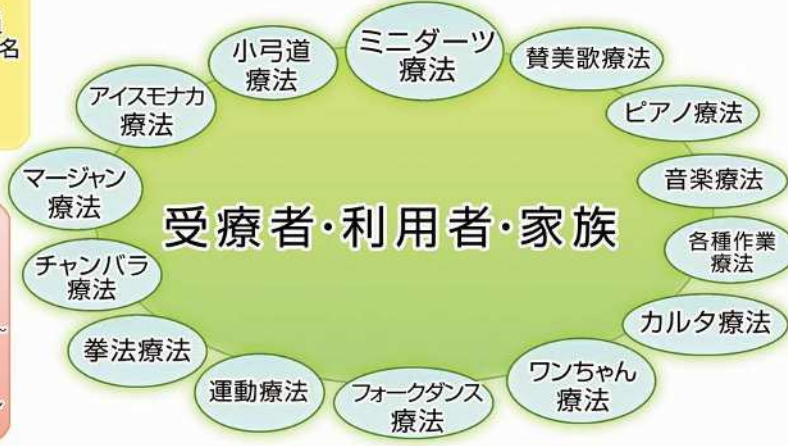 名
小弓道
療法
ミニダーツ
療法
賛美歌療法
アイスモナカ
療法
ピアノ療法
マージャン
療法
音楽療法
受療者・利用者・家族
各種作業
療法
チャンバラ
療法
カルタ療法
拳法療法
ワンちゃん
療法
運動療法
フォークダンス
療法